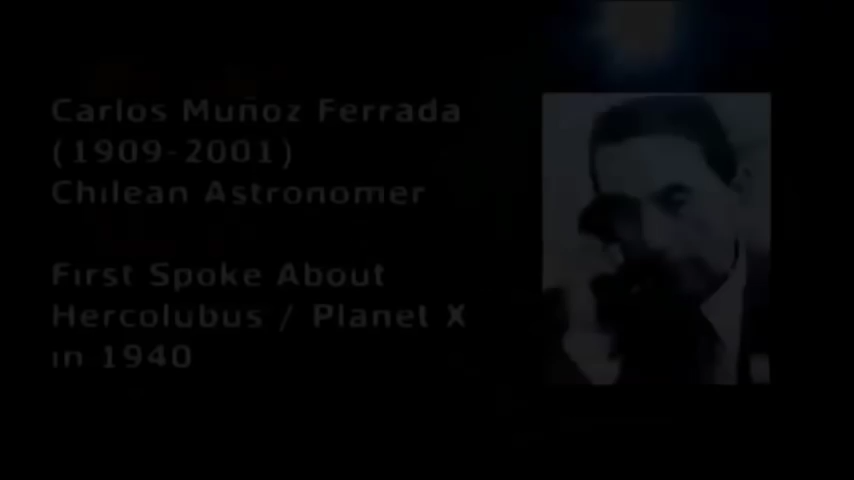 Carlos Muñoz Ferrada
(1909-2001)
Chilean Astronomer
First Spoke About
Hercolubus / Planet X
in 1940